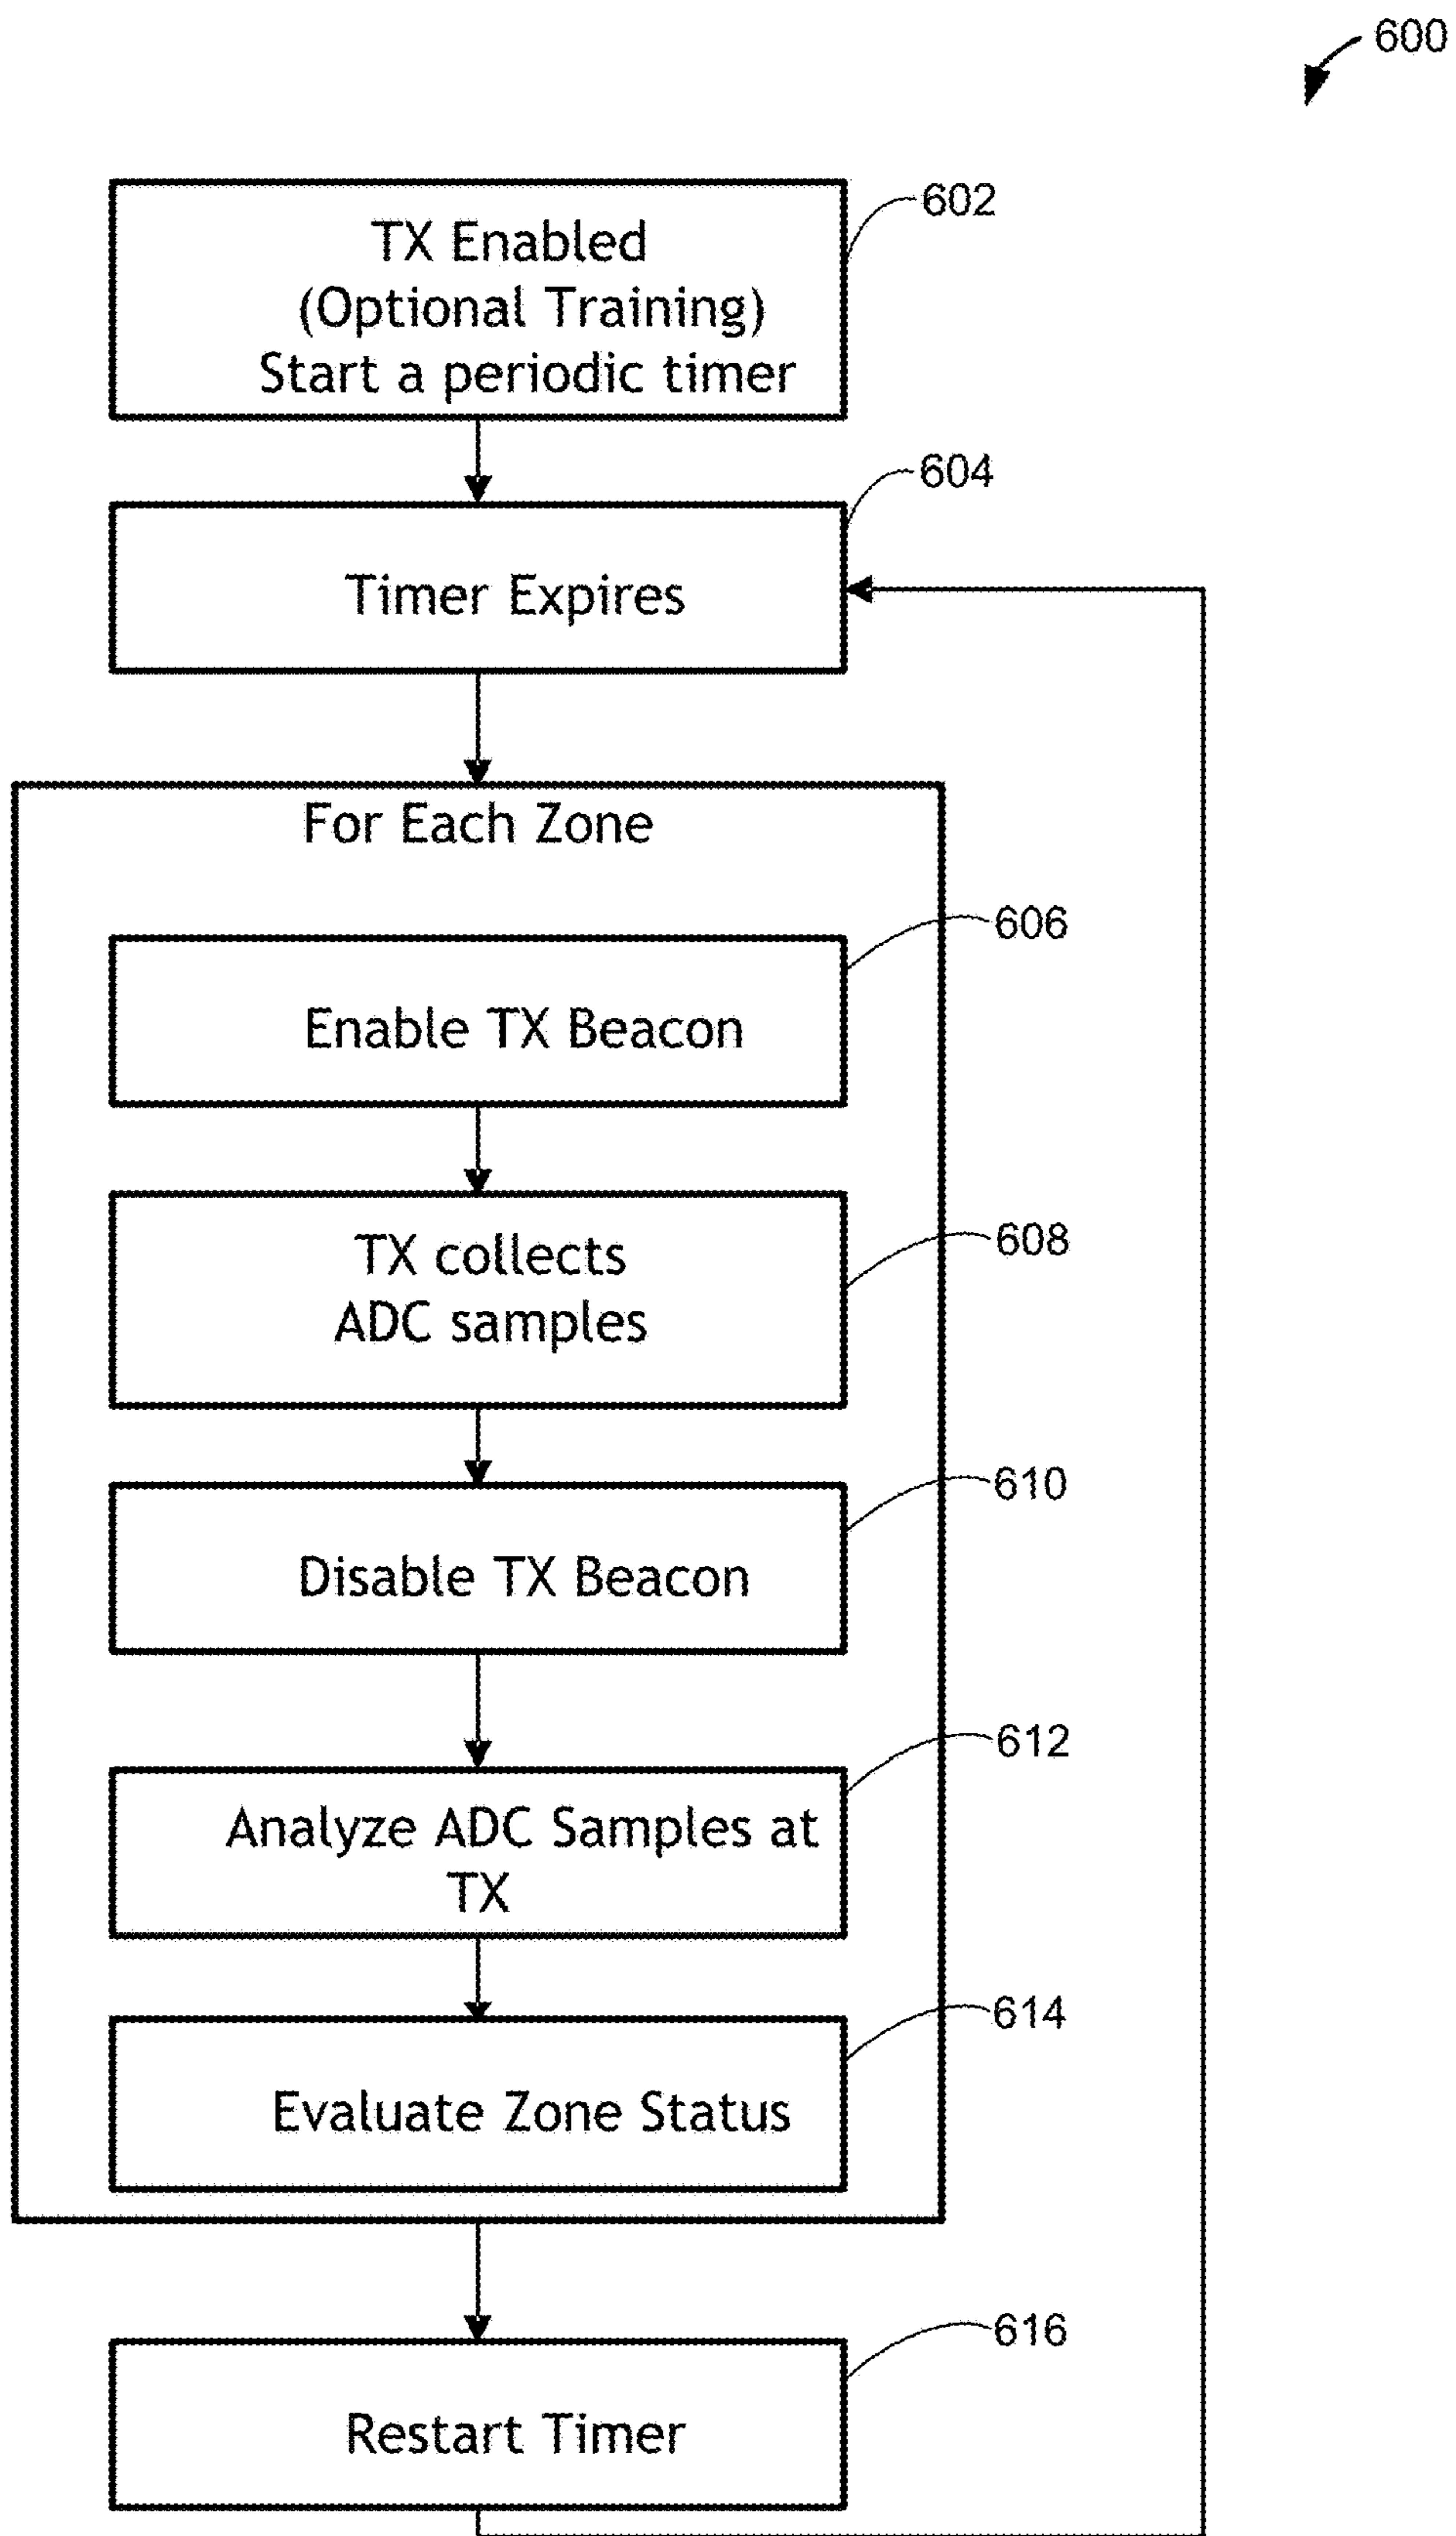 600
602
TX Enabled
(Optional Training)
Start a periodic timer
604
Timer Expires
For Each Zone
606
Enable TX Beacon
608
TX collects
ADC samples
610
Disable TX Beacon
612
Analyze ADC Samples at
TX
614
Evaluate Zone Status
616
Restart Timer